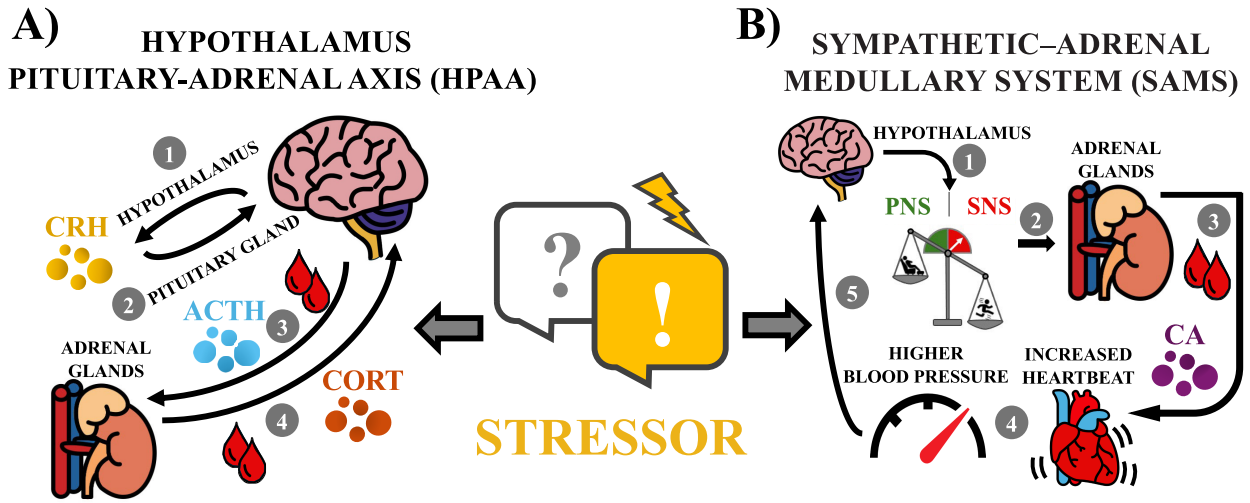 A)
HYPOTHALAMUS
PITUITARY-ADRENAL AXIS (HPAA)
1
HYPOTHALAMUS
CRH
PITUITARY GLAND
2
ACTH
3
ADRENAL
GLANDS
CORT
4
?
!
STRESSOR
B)
SYMPATHETIC–ADRENAL
MEDULLARY SYSTEM (SAMS)
HYPOTHALAMUS
1
PNS
SNS
2
ADRENAL
GLANDS
3
CA
INCREASED
HEARTBEAT
4
HIGHER
BLOOD PRESSURE
5